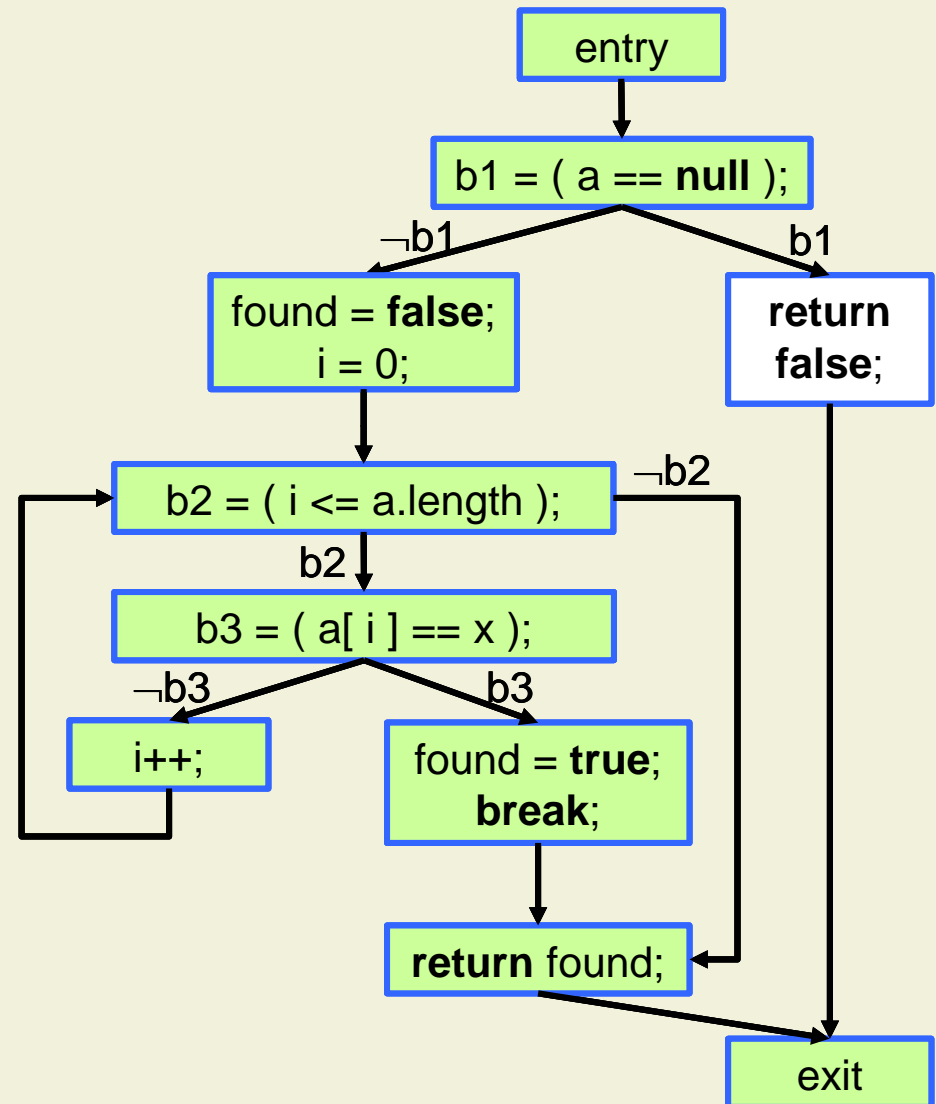 entry
b1 = ( a == null );
¬b1
b1
found = false;
i = 0;
return
false;
b2 = ( i <= a.length );
¬b2
b2
b3 = ( a[ i ] == x );
¬b3
b3
i++;
found = true;
break;
return found;
exit